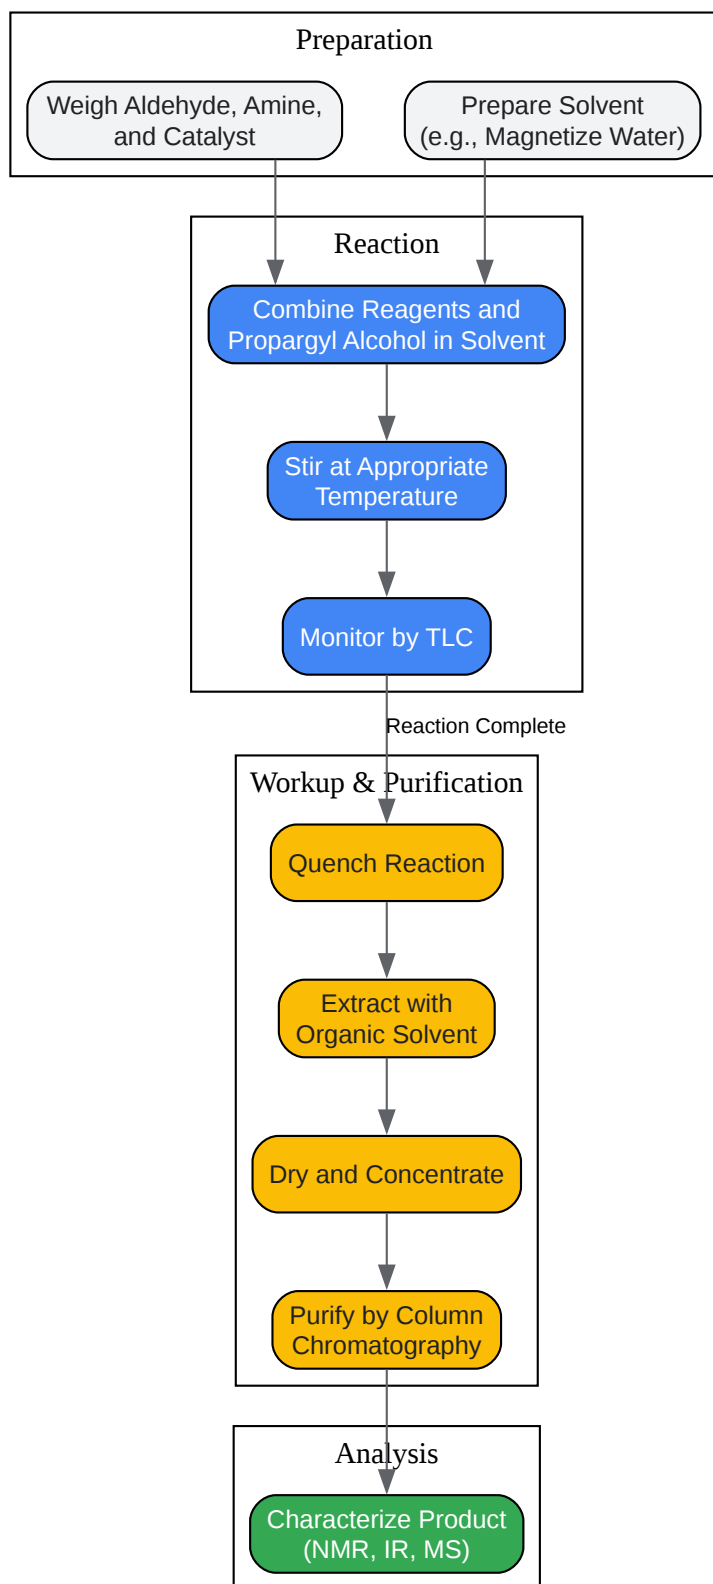 Preparation
Weigh Aldehyde, Amine,
and Catalyst
Prepare Solvent
(e.g., Magnetize Water)
Reaction
Combine Reagents and
Propargyl Alcohol in Solvent
Stir at Appropriate
Temperature
Monitor by TLC
Reaction Complete
Workup & Purification
Quench Reaction
Extract with
Organic Solvent
Dry and Concentrate
Purify by Column
Chromatography
Analysis
Characterize Product
(NMR, IR, MS)